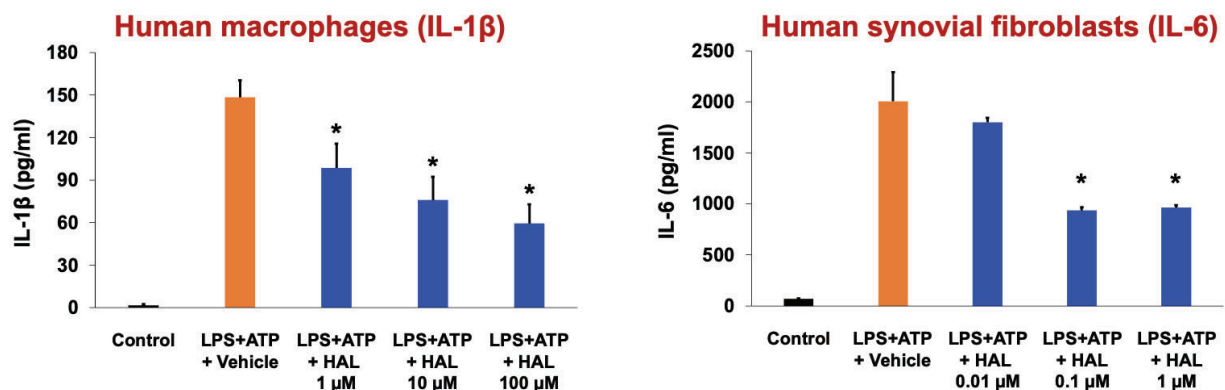 Human macrophages (IL-1β)
IL-1β (pg/ml)
180
150
120
90
60
30
0
*
*
*
Control
LPS+ATP
+ Vehicle
LPS+ATP
+ HAL
1 µM
LPS+ATP
+ HAL
10 µM
LPS+ATP
+ HAL
100 µM
Human synovial fibroblasts (IL-6)
IL-6 (pg/ml)
2500
2000
1500
1000
500
0
*
*
Control
LPS+ATP
+ Vehicle
LPS+ATP
+ HAL
0.01 µM
LPS+ATP
+ HAL
0.1 µM
LPS+ATP
+ HAL
1 µM